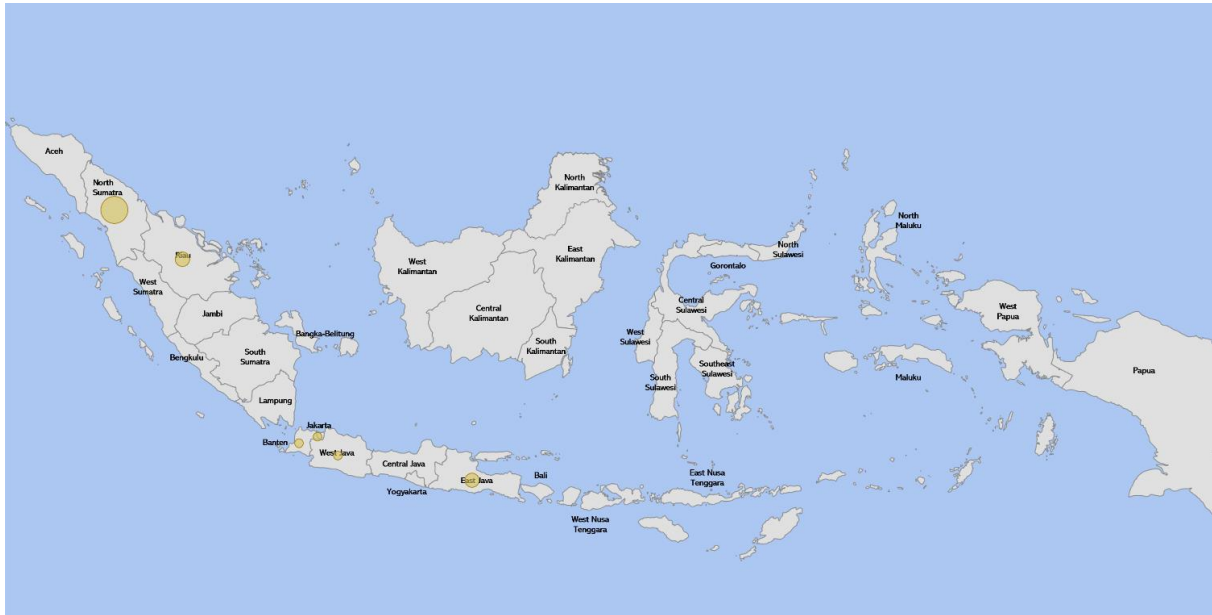 Aceh
North
Sumatra
Riau
West
Sumatra
Jambi
Bengkulu
South
Sumatra
Bangka-Belitung
Lampung
Banten
Jakarta
West Java
Central Java
Yogyakarta
East Java
Bali
West Nusa
Tenggara
East Nusa
Tenggara
West
Kalimantan
Central
Kalimantan
South
Kalimantan
East
Kalimantan
North
Kalimantan
West
Sulawesi
South
Sulawesi
Central
Sulawesi
Southeast
Sulawesi
Gorontalo
North
Sulawesi
North
Maluku
Maluku
West
Papua
Papua